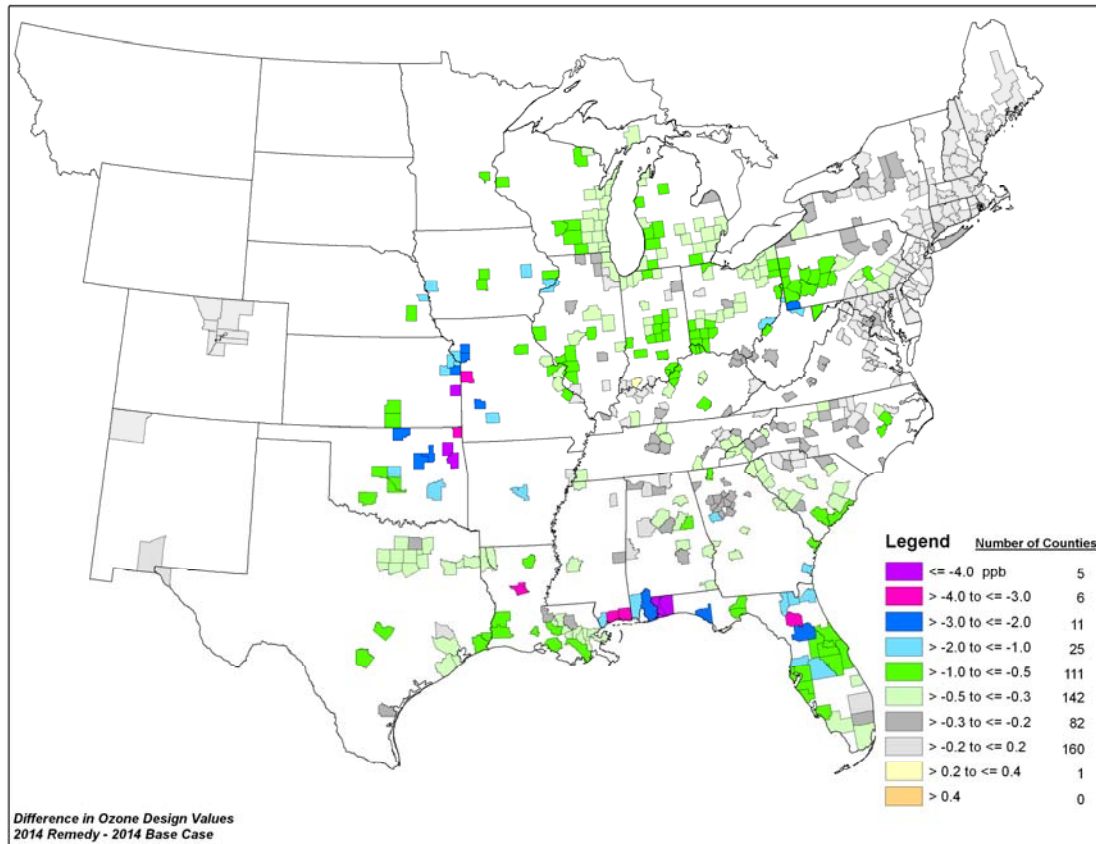 Legend Number of Counties
<= -4.0 ppb 5
> -4.0 to <= -3.0 6
> -3.0 to <= -2.0 11
> -2.0 to <= -1.0 25
> -1.0 to <= -0.5 111
> -0.5 to <= -0.3 142
> -0.3 to <= -0.2 82
> -0.2 to <= 0.2 160
> 0.2 to <= 0.4 1
> 0.4 0
Difference in Ozone Design Values
2014 Remedy - 2014 Base Case